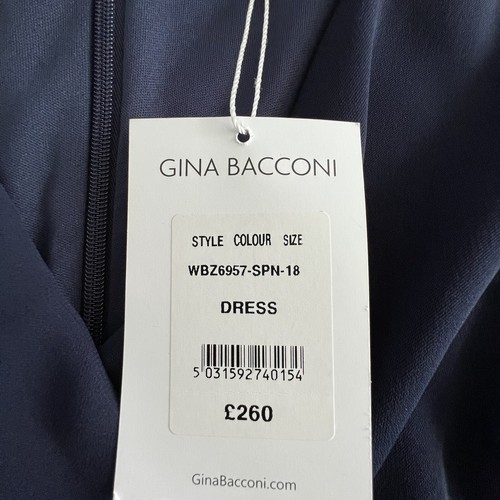 GINA BACCONI
STYLE COLOUR SIZE
WBZ6957-SPN-18
DRESS
5 031592 740154
£260
GinaBacconi.com